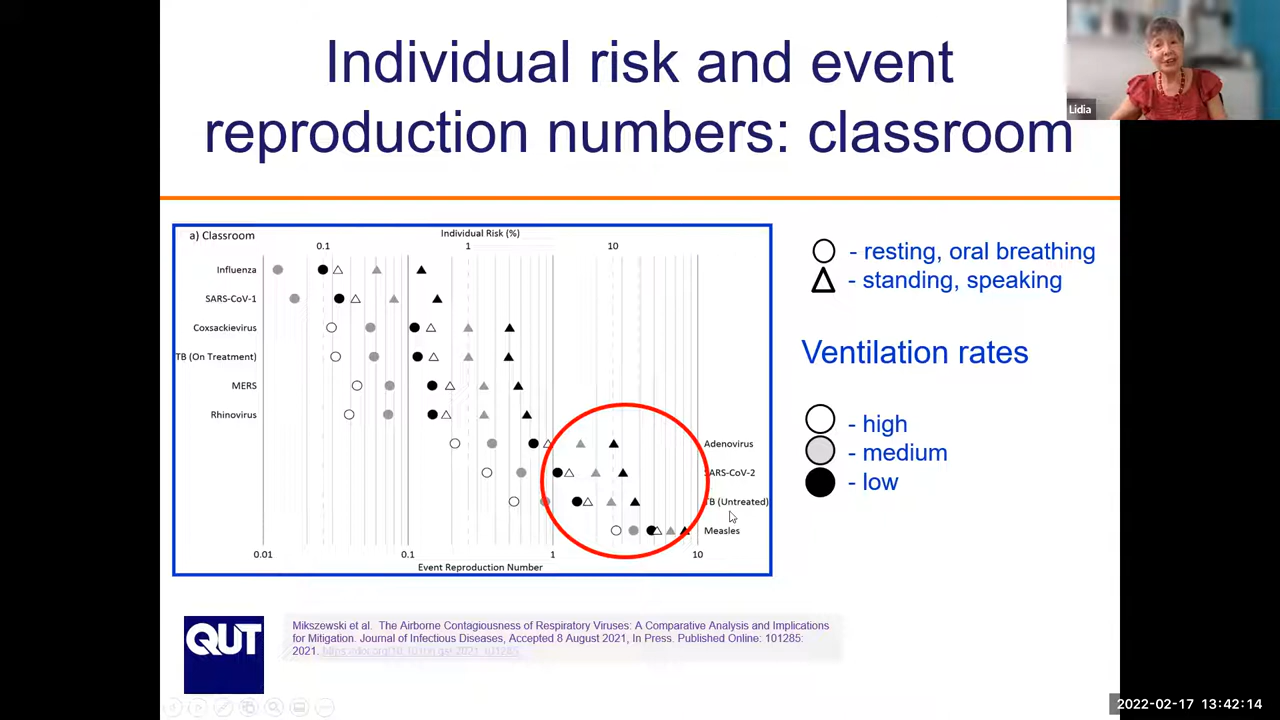 Individual risk and event
reproduction numbers: classroom
Lidia
a) Classroom
Individual Risk (%)
0.1 1 10
Influenza
SARS-CoV-1
Coxsackievirus
TB (On Treatment)
MERS
Rhinovirus
Adenovirus
SARS-CoV-2
TB (Untreated)
Measles
0.01 0.1 1 10
Event Reproduction Number
- resting, oral breathing
- standing, speaking
Ventilation rates
- high
- medium
- low
QUT
Mikszewski et al. The Airborne Contagiousness of Respiratory Viruses: A Comparative Analysis and Implications
for Mitigation. Journal of Infectious Diseases, Accepted 8 August 2021, In Press. Published Online: 101285:
2021.
2022-02-17 13:42:14